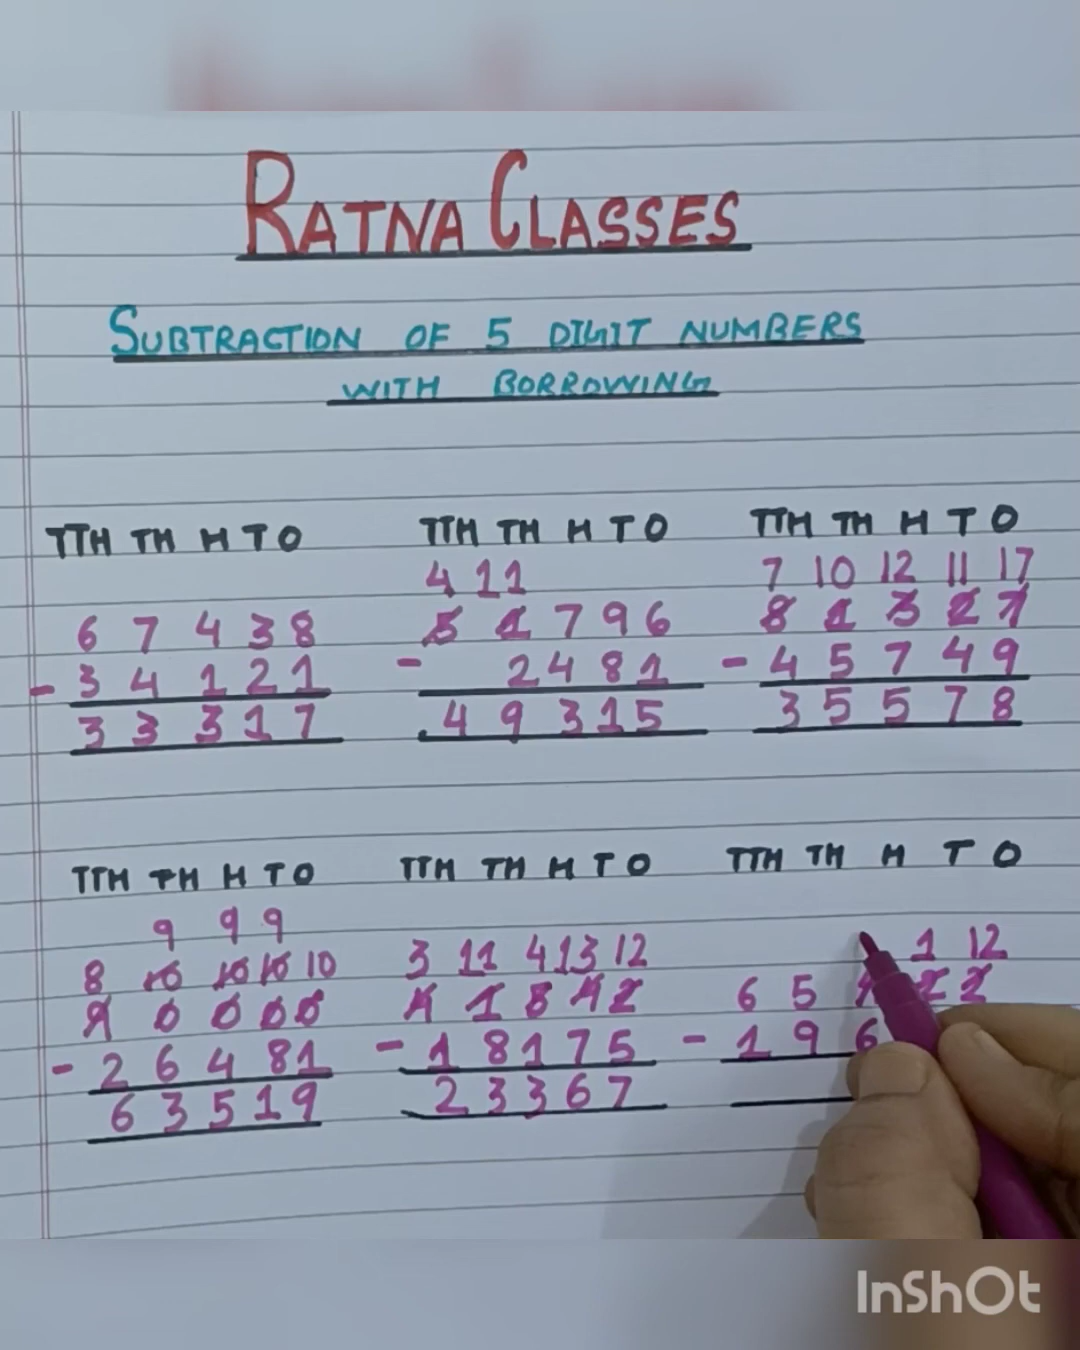 RATNA CLASSES
SUBTRACTION OF 5 DIGIT NUMBERS
WITH BORROWING
TTH TH H T O TTH TH H T O TTH TH H T O
4 11 7 10 12 11 17
6 7 4 3 8 5 1 7 9 6 8 1 3 2 7
- 3 4 1 2 1 - 2 4 8 1 - 4 5 7 4 9
3 3 3 1 7 4 9 3 1 5 3 5 5 7 8
TTH TH H T O TTH TH H T O TTH TH H T O
9 9 9
8 10 10 10 10 3 11 4 13 12 1 12
9 0 0 0 0 4 1 5 4 2 6 5 2 2
- 2 6 4 8 1 - 1 8 1 7 5 - 1 9 6
6 3 5 1 9 2 3 3 6 7
InShOt